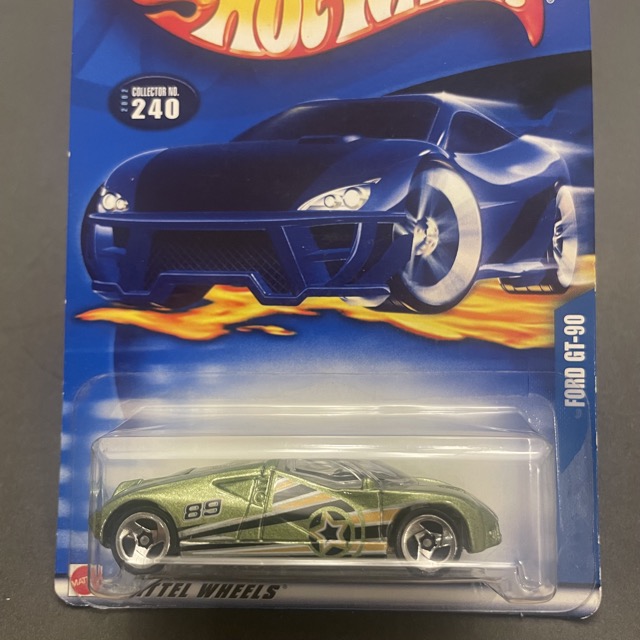 HOT WHEELS
2002
COLLECTOR NO.
240
FORD GT-90
89
MATTEL WHEELS